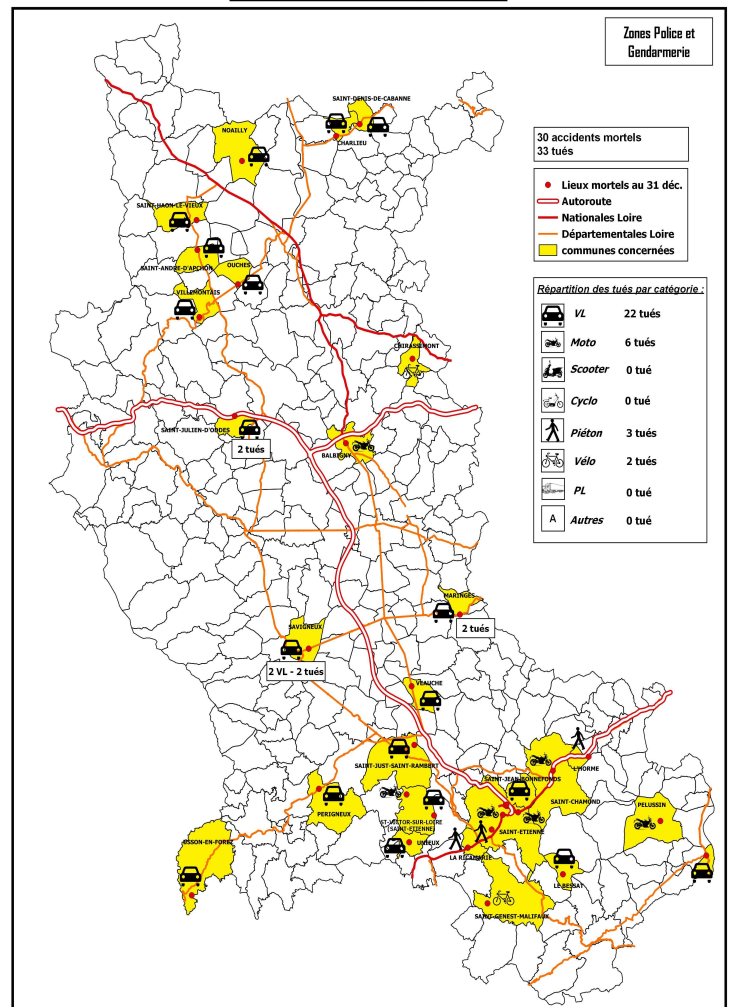 Zones Police et
Gendarmerie
30 accidents mortels
33 tués
Lieux mortels au 31 déc.
Autoroute
Nationales Loire
Départementales Loire
communes concernées
Répartition des tués par catégorie :
VL 22 tués
Moto 6 tués
Scooter 0 tué
Cyclo 0 tué
Piéton 3 tués
Vélo 2 tués
PL 0 tué
A Autres 0 tué
SAINT-DENIS-DE-CABANNE
CHARLIEU
NOAILLY
SAINT-HAON-LE-VIEUX
SAINT-ANDRE-D'APCHON
OUCHES
VILLEMONTAIS
CHIRASSIMONT
SAINT-JULIEN-D'ODDES
2 tués
BALBIGNY
MARINGES
2 tués
SAVIGNEUX
2 VL - 2 tués
VEAUCHE
SAINT-JUST-SAINT-RAMBERT
SAINT-JEAN-BONNEFONDS
L'HORME
SAINT-CHAMOND
PELUSSIN
PERIGNEUX
ST-VICTOR-SUR-LOIRE
(SAINT-ETIENNE)
SAINT-ETIENNE
UNIEUX
LA RICAMARIE
USSON-EN-FOREZ
LE BESSAT
SAINT-GENEST-MALIFAUX